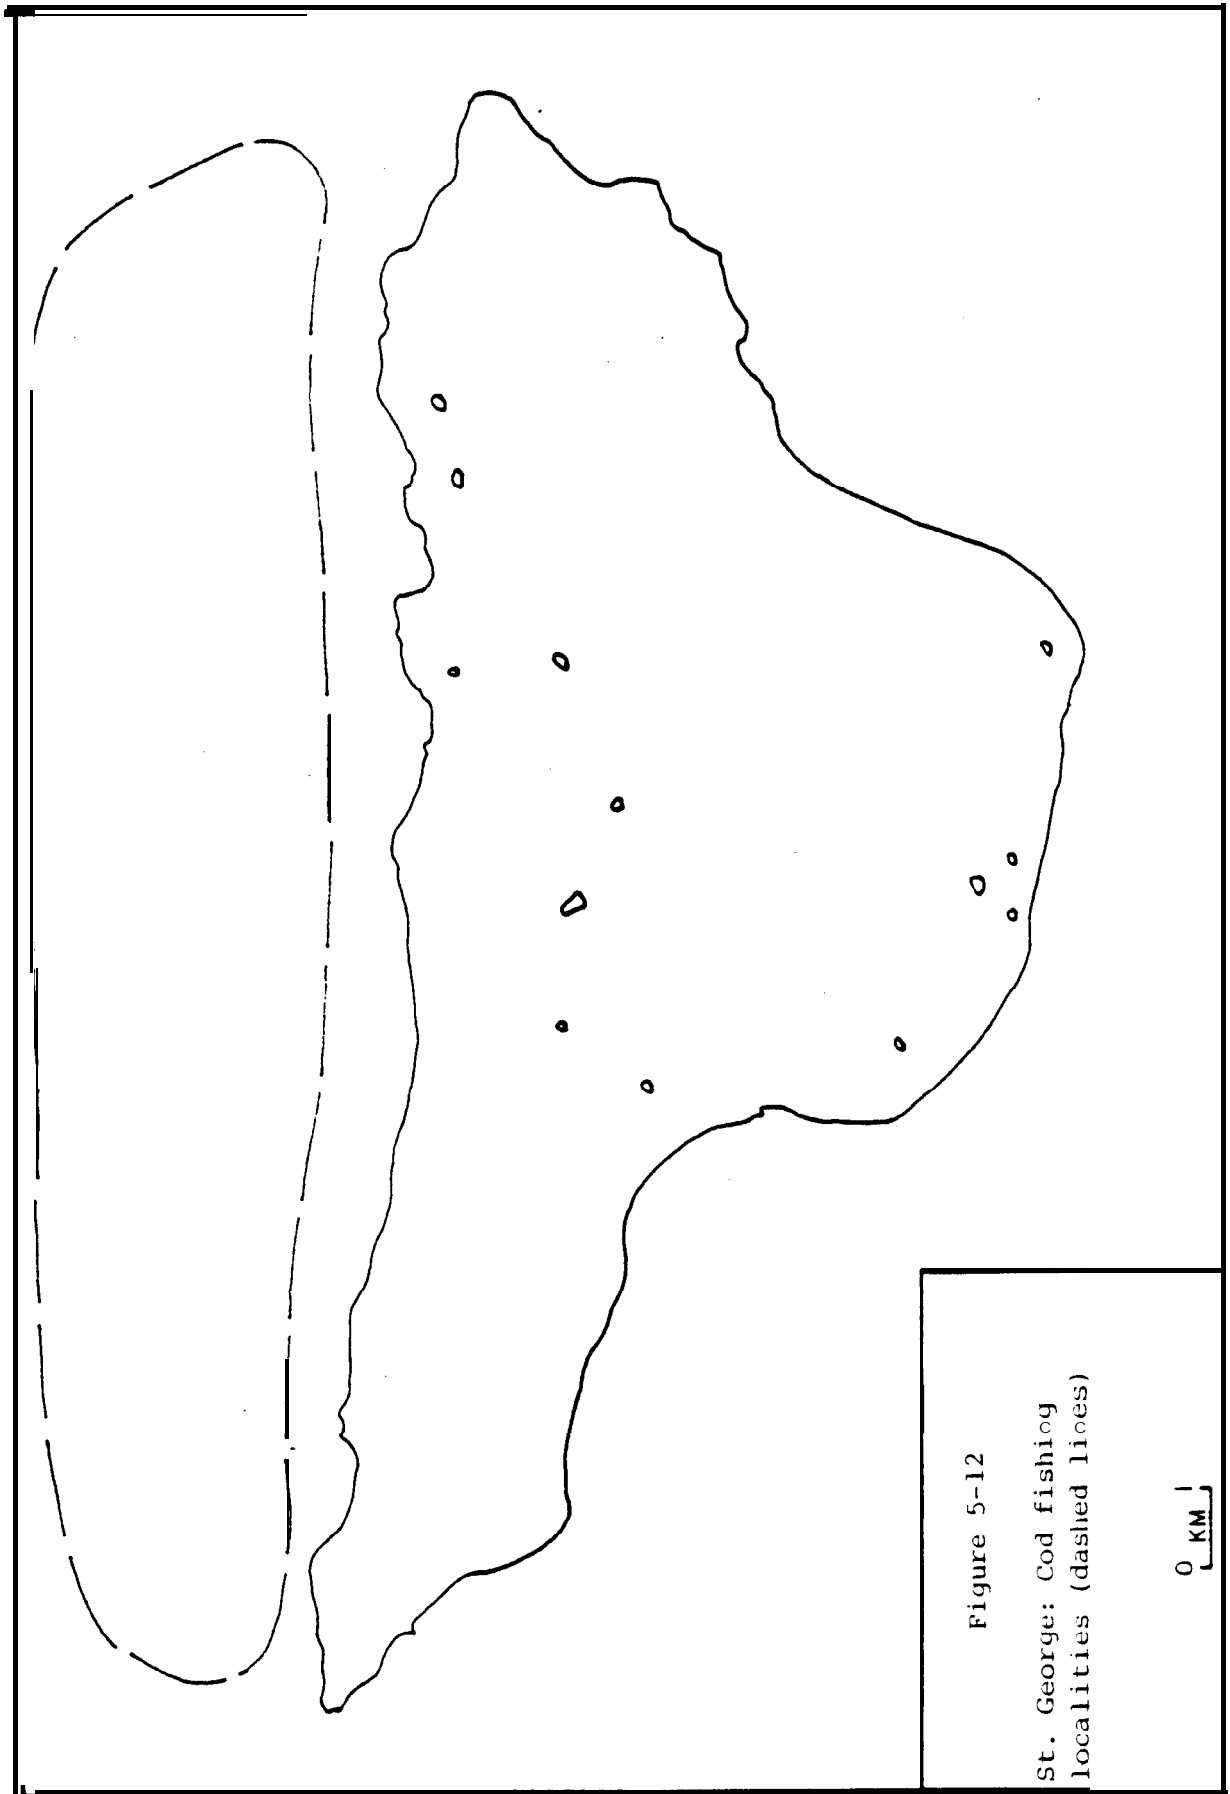 Figure 5-12
St. George: Cod fishing
localities (dashed lines)
0 1
KM